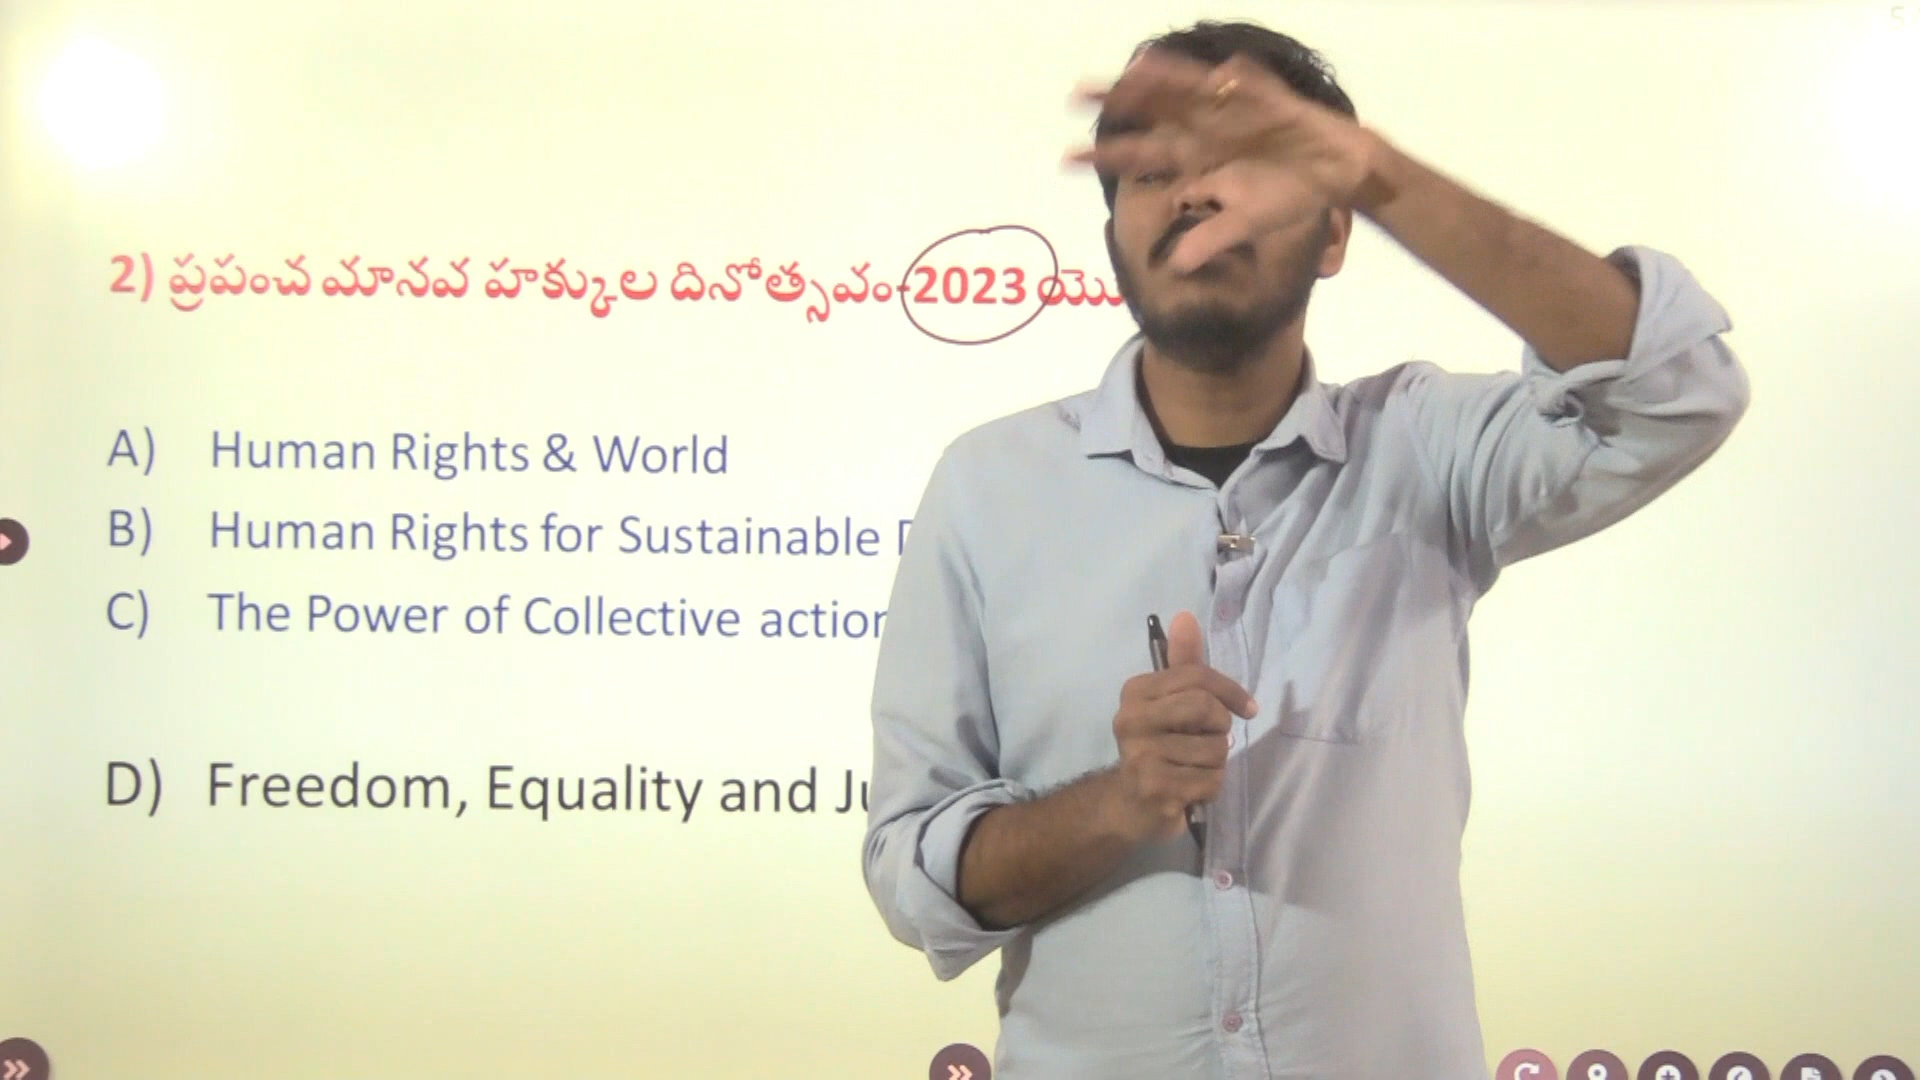 2) ప్రపంచ మానవ హక్కుల దినోత్సవం-2023
A) Human Rights & World
B) Human Rights for Sustainable
C) The Power of Collective
D) Freedom, Equality and